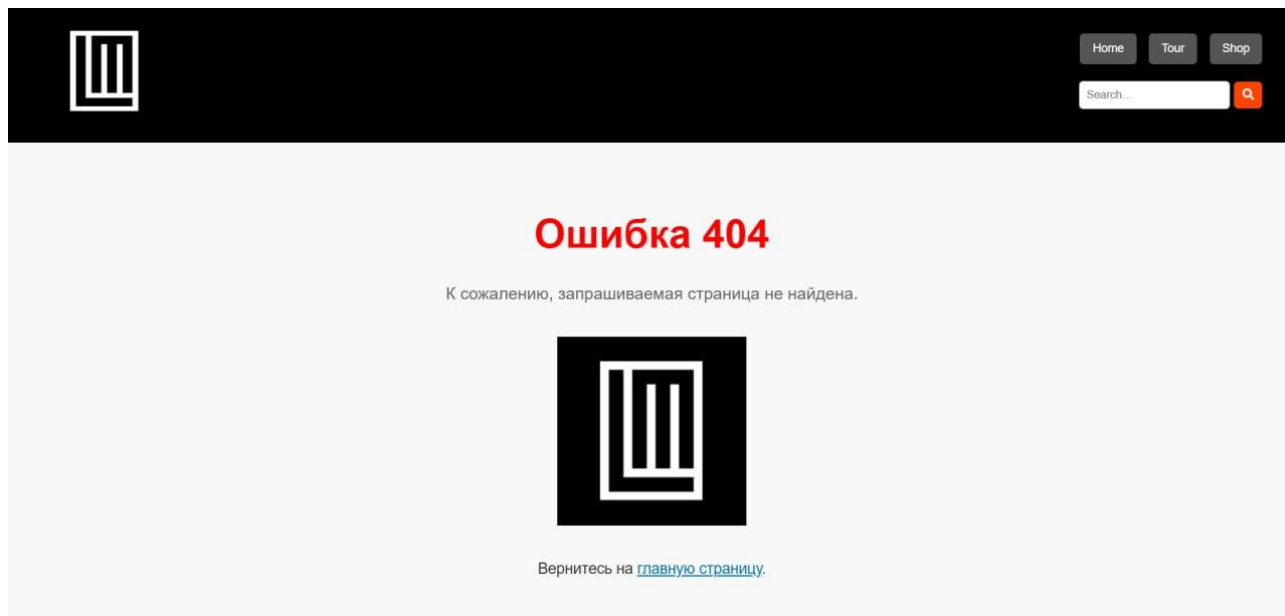 Home Tour Shop
Search...
Ошибка 404
К сожалению, запрашиваемая страница не найдена.
Вернитесь на главную страницу.